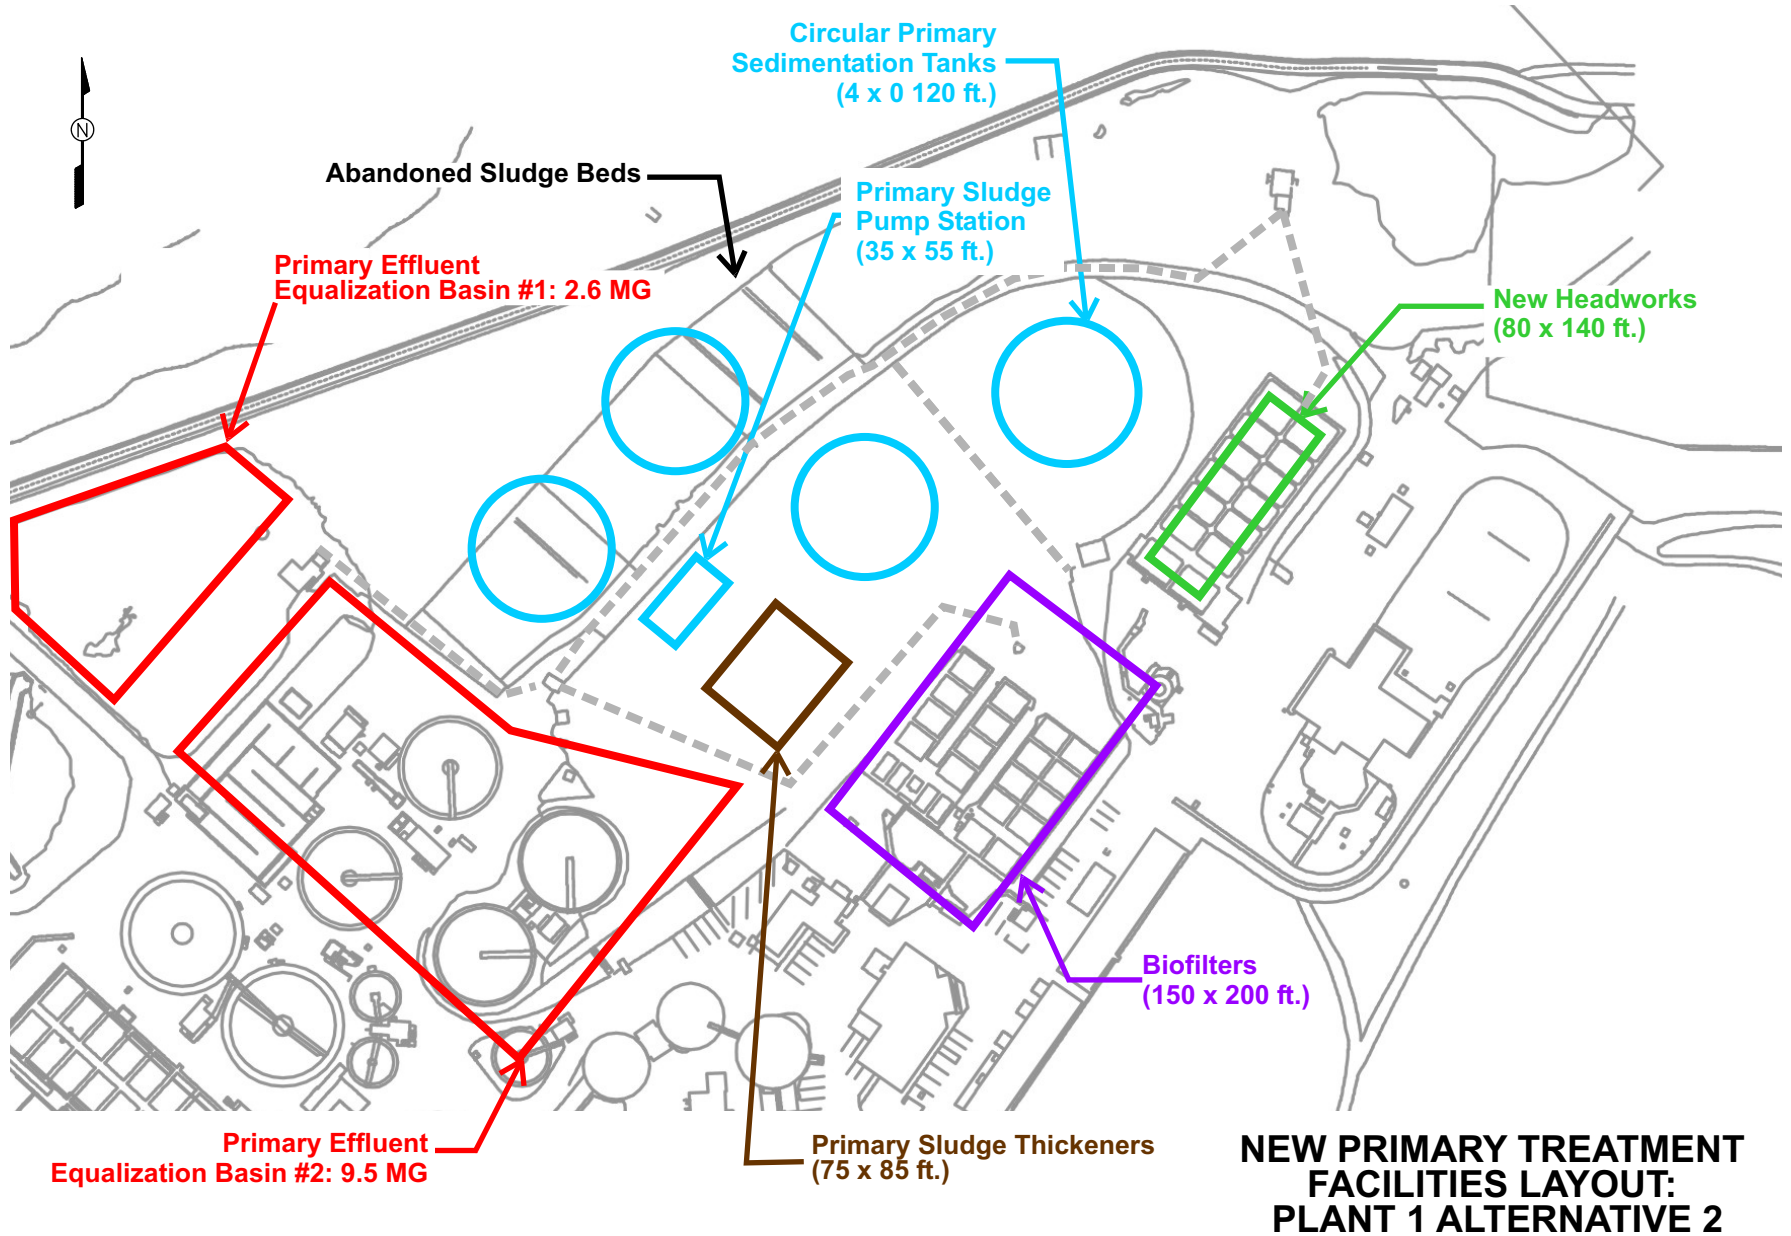 Circular Primary
Sedimentation Tanks
(4 x 0 120 ft.)
N
Abandoned Sludge Beds
Primary Sludge
Pump Station
(35 x 55 ft.)
Primary Effluent
Equalization Basin #1: 2.6 MG
New Headworks
(80 x 140 ft.)
Biofilters
(150 x 200 ft.)
Primary Effluent
Equalization Basin #2: 9.5 MG
Primary Sludge Thickeners
(75 x 85 ft.)
NEW PRIMARY TREATMENT
FACILITIES LAYOUT:
PLANT 1 ALTERNATIVE 2